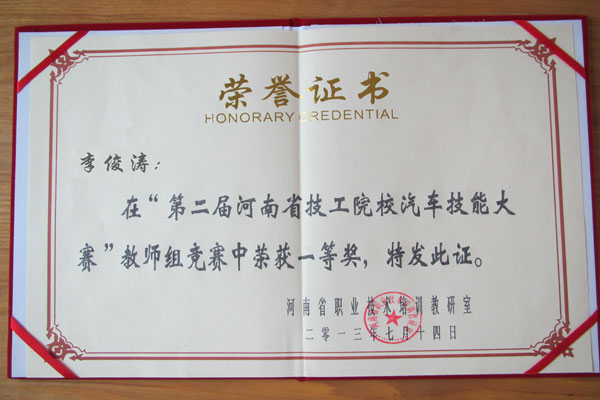 荣誉证书
HONORARY CREDENTIAL
李俊涛：
在“第二届河南省技工院校汽车技能大
赛”教师组竞赛中荣获一等奖，特发此证。
河南省职业技术培训教研室
二零一三年七月十四日